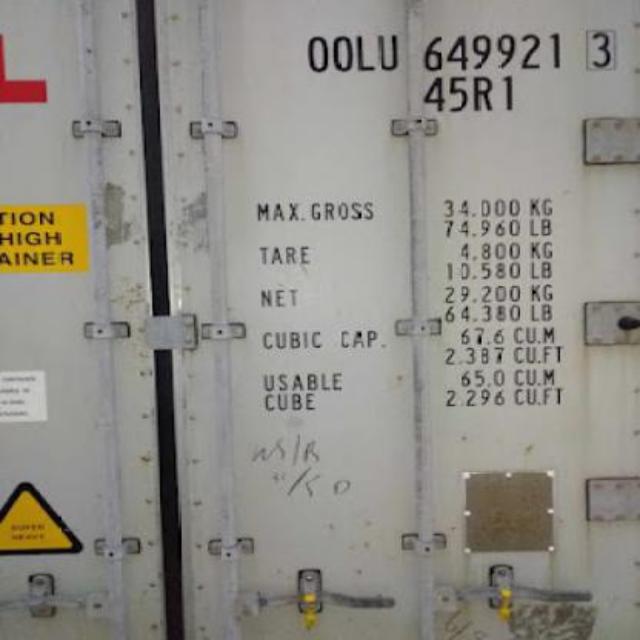 OOLU 649921 3
45R1
L
TION
HIGH
AINER
MAX.GROSS 34.000 KG
74.960 LB
TARE 4.800 KG
10.580 LB
NET 29.200 KG
64.380 LB
CUBIC CAP. 67.6 CU.M
2.387 CU.FT
USABLE 65.0 CU.M
CUBE 2.296 CU.FT
SUPER
HEAVY